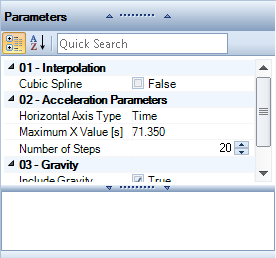 Parameters
Quick Search
01 - Interpolation
Cubic Spline False
02 - Acceleration Parameters
Horizontal Axis Type Time
Maximum X Value [s] 71.350
Number of Steps 20
03 - Gravity
Include Gravity True